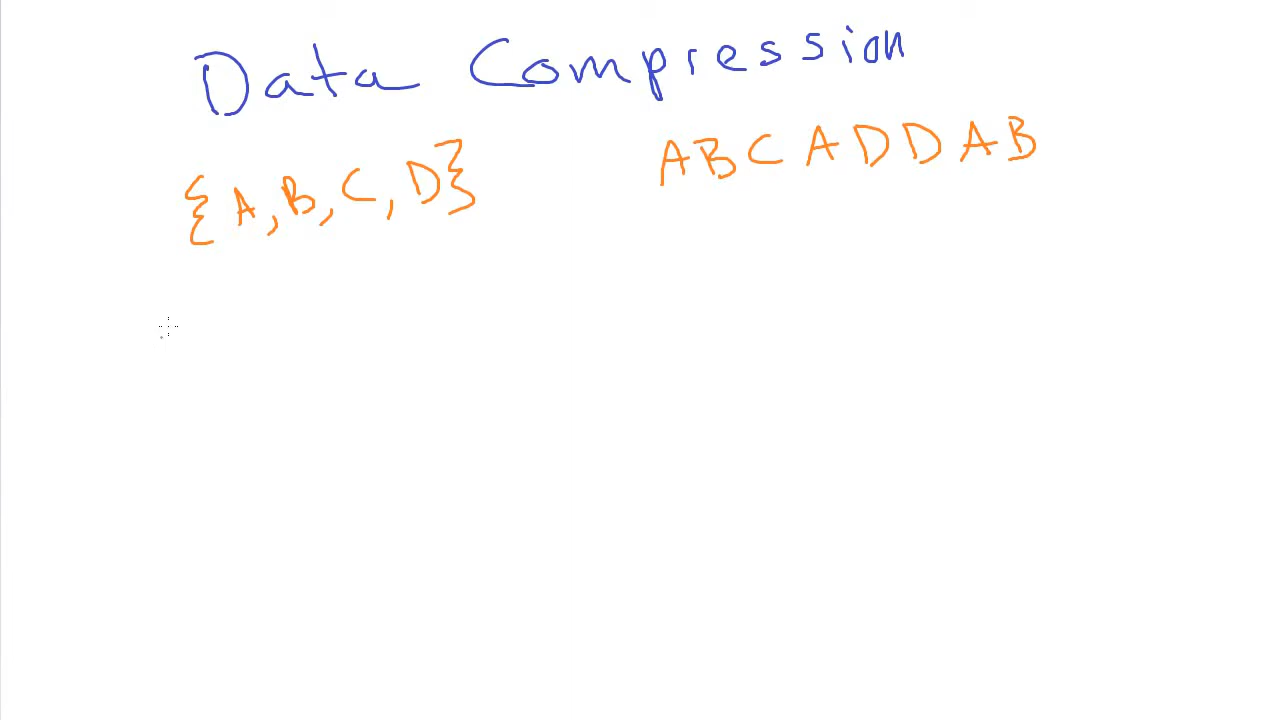 Data Compression
{A, B, C, D}
ABCADDAB